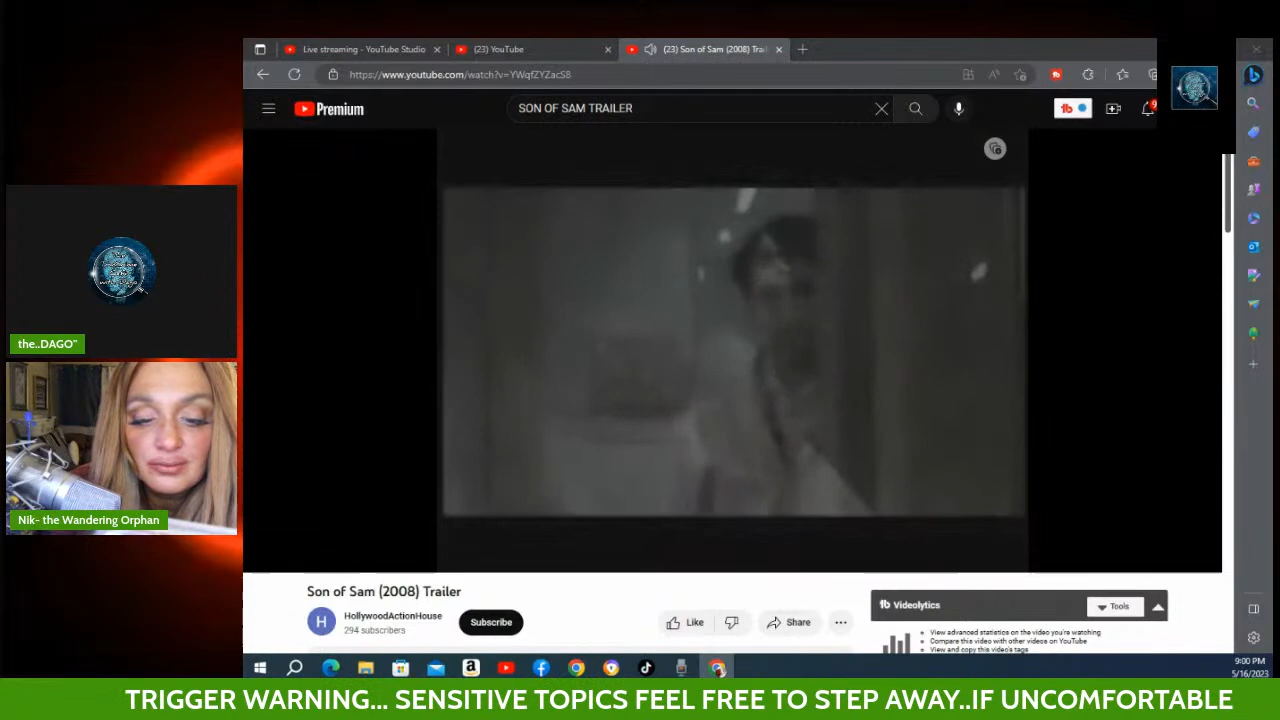 Live streaming - YouTube Studio
(23) YouTube
(23) Son of Sam (2008) Trai
https://www.youtube.com/watch?v=YWqfZYZacS8
Premium
SON OF SAM TRAILER
tb
9
the..DAGO"
Nik- the Wandering Orphan
Son of Sam (2008) Trailer
H
HollywoodActionHouse
294 subscribers
Subscribe
Like
Share
tb Videolytics
Tools
View advanced statistics on the video you're watching
Compare this video with other videos on YouTube
View and copy this video's tags
9:00 PM
5/16/2023
TRIGGER WARNING... SENSITIVE TOPICS FEEL FREE TO STEP AWAY..IF UNCOMFORTABLE